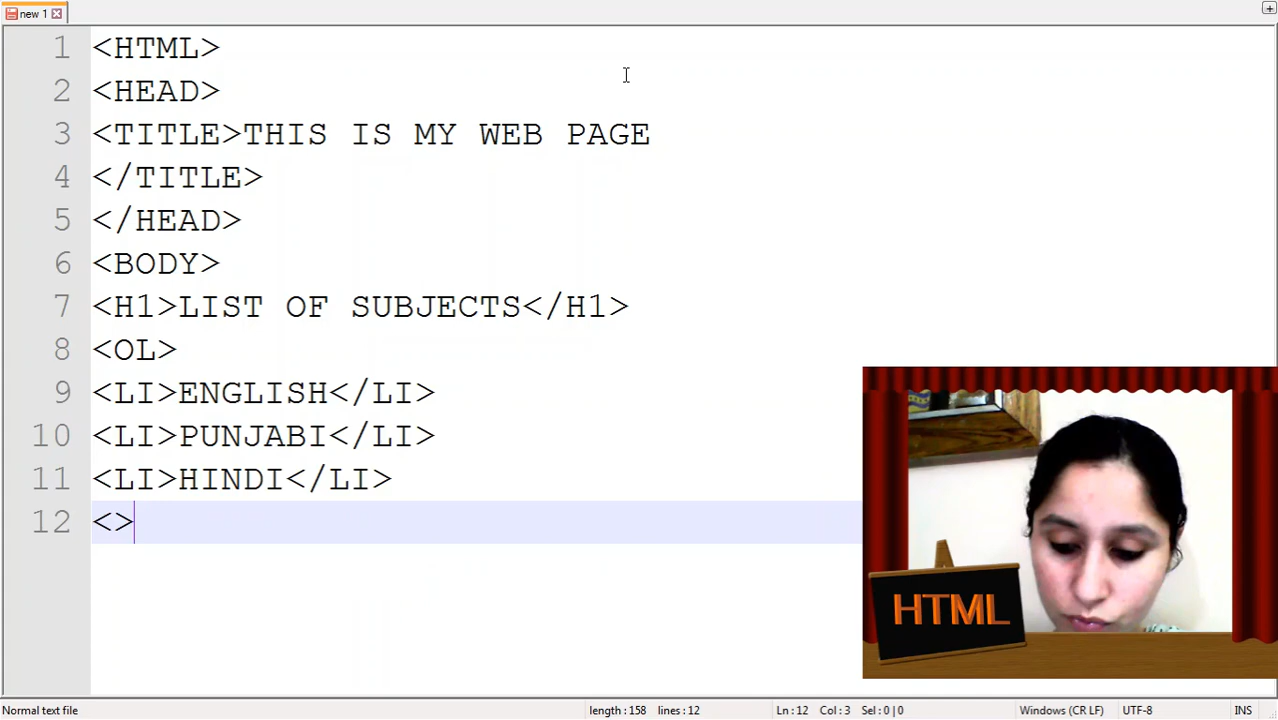 new 1
1 <HTML>
2 <HEAD>
3 <TITLE>THIS IS MY WEB PAGE
4 </TITLE>
5 </HEAD>
6 <BODY>
7 <H1>LIST OF SUBJECTS</H1>
8 <OL>
9 <LI>ENGLISH</LI>
10 <LI>PUNJABI</LI>
11 <LI>HINDI</LI>
12 <>
HTML
Normal text file length : 158 lines : 12 Ln : 12 Col : 3 Sel : 0 | 0 Windows (CR LF) UTF-8 INS